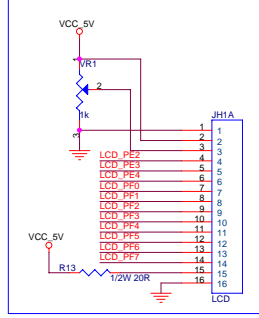 VCC_5V
VR1
2
1k
3
JH1A
1 1
2 2
3 3
LCD_PE2 4 4
LCD_PE3 5 5
LCD_PE4 6 6
LCD_PF0 7 7
LCD_PF1 8 8
LCD_PF2 9 9
LCD_PF3 10 10
LCD_PF4 11 11
LCD_PF5 12 12
LCD_PF6 13 13
LCD_PF7 14 14
VCC_5V
R13 15 15
1/2W 20R 16 16
LCD